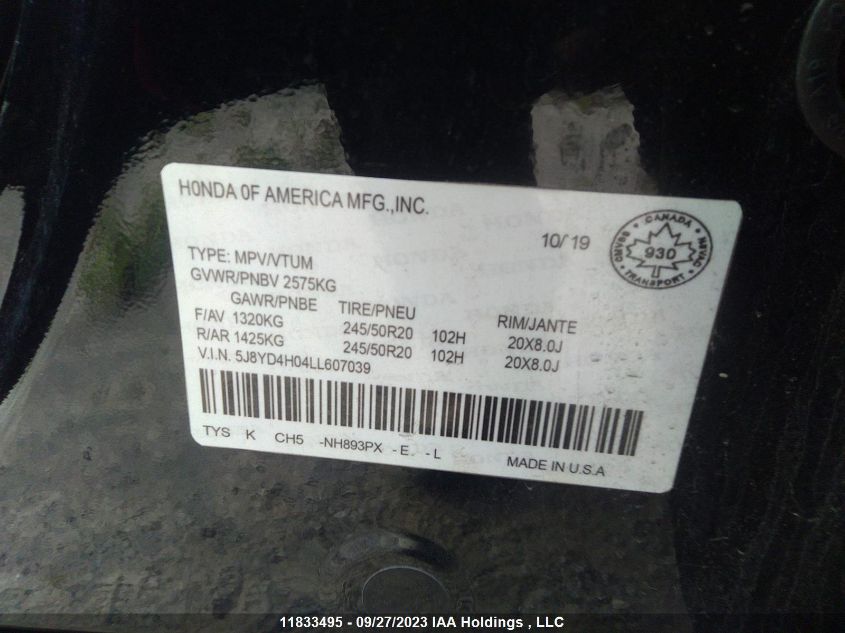 HONDA OF AMERICA MFG.,INC.
10/ 19
CANADA
CMVSS
930
NSVAC
TRANSPORT
TYPE: MPV/VTUM
GVWR/PNBV 2575KG
GAWR/PNBE TIRE/PNEU RIM/JANTE
F/AV 1320KG 245/50R20 102H 20X8.0J
R/AR 1425KG 245/50R20 102H 20X8.0J
V.I.N. 5J8YD4H04LL607039
TYS K CH5 -NH893PX -E. -L MADE IN U.S.A
11833495 - 09/27/2023 IAA Holdings , LLC